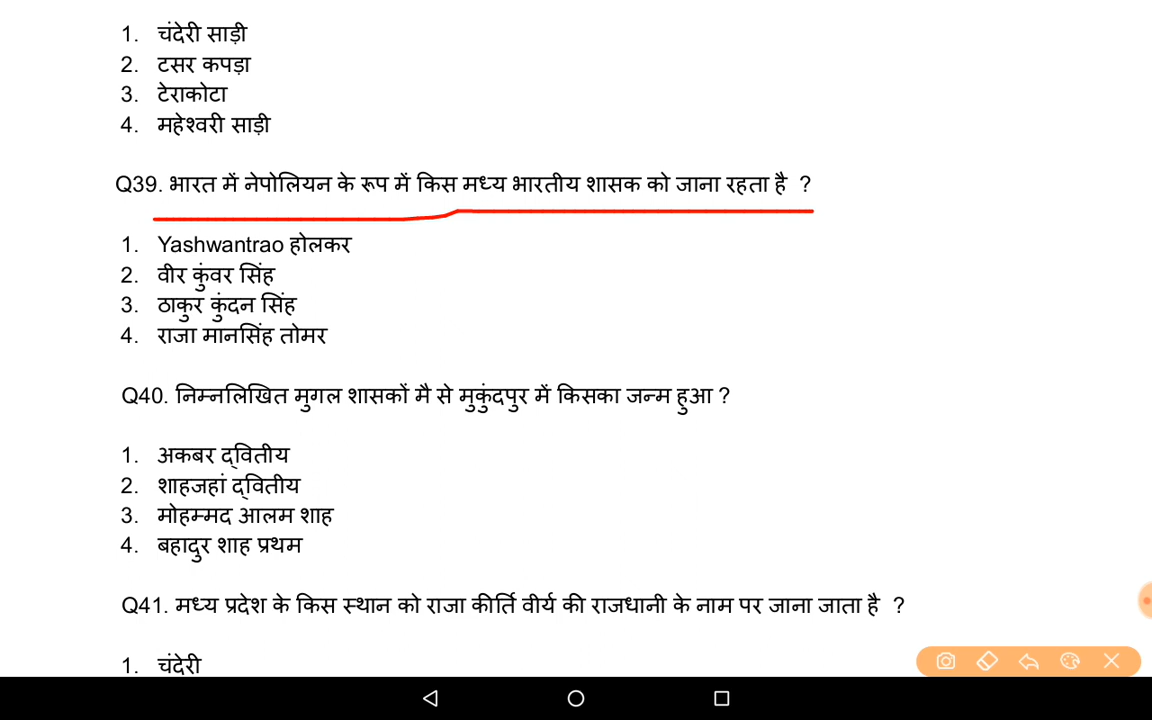 1. चंदेरी साड़ी
2. टसर कपड़ा
3. टेराकोटा
4. महेश्वरी साड़ी
Q39. भारत में नेपोलियन के रूप में किस मध्य भारतीय शासक को जाना रहता है ?
1. Yashwantrao होलकर
2. वीर कुंवर सिंह
3. ठाकुर कुंदन सिंह
4. राजा मानसिंह तोमर
Q40. निम्नलिखित मुगल शासकों मै से मुकुंदपुर में किसका जन्म हुआ ?
1. अकबर द्वितीय
2. शाहजहां द्वितीय
3. मोहम्मद आलम शाह
4. बहादुर शाह प्रथम
Q41. मध्य प्रदेश के किस स्थान को राजा कीर्ति वीर्य की राजधानी के नाम पर जाना जाता है ?
1. चंदेरी